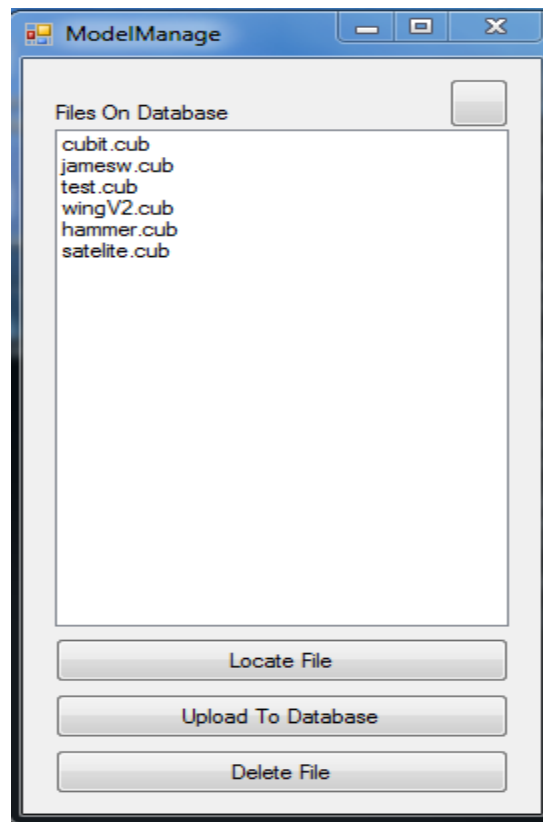 ModelManage
Files On Database
cubit.cub
jamesw.cub
test.cub
wingV2.cub
hammer.cub
satelite.cub
Locate File
Upload To Database
Delete File